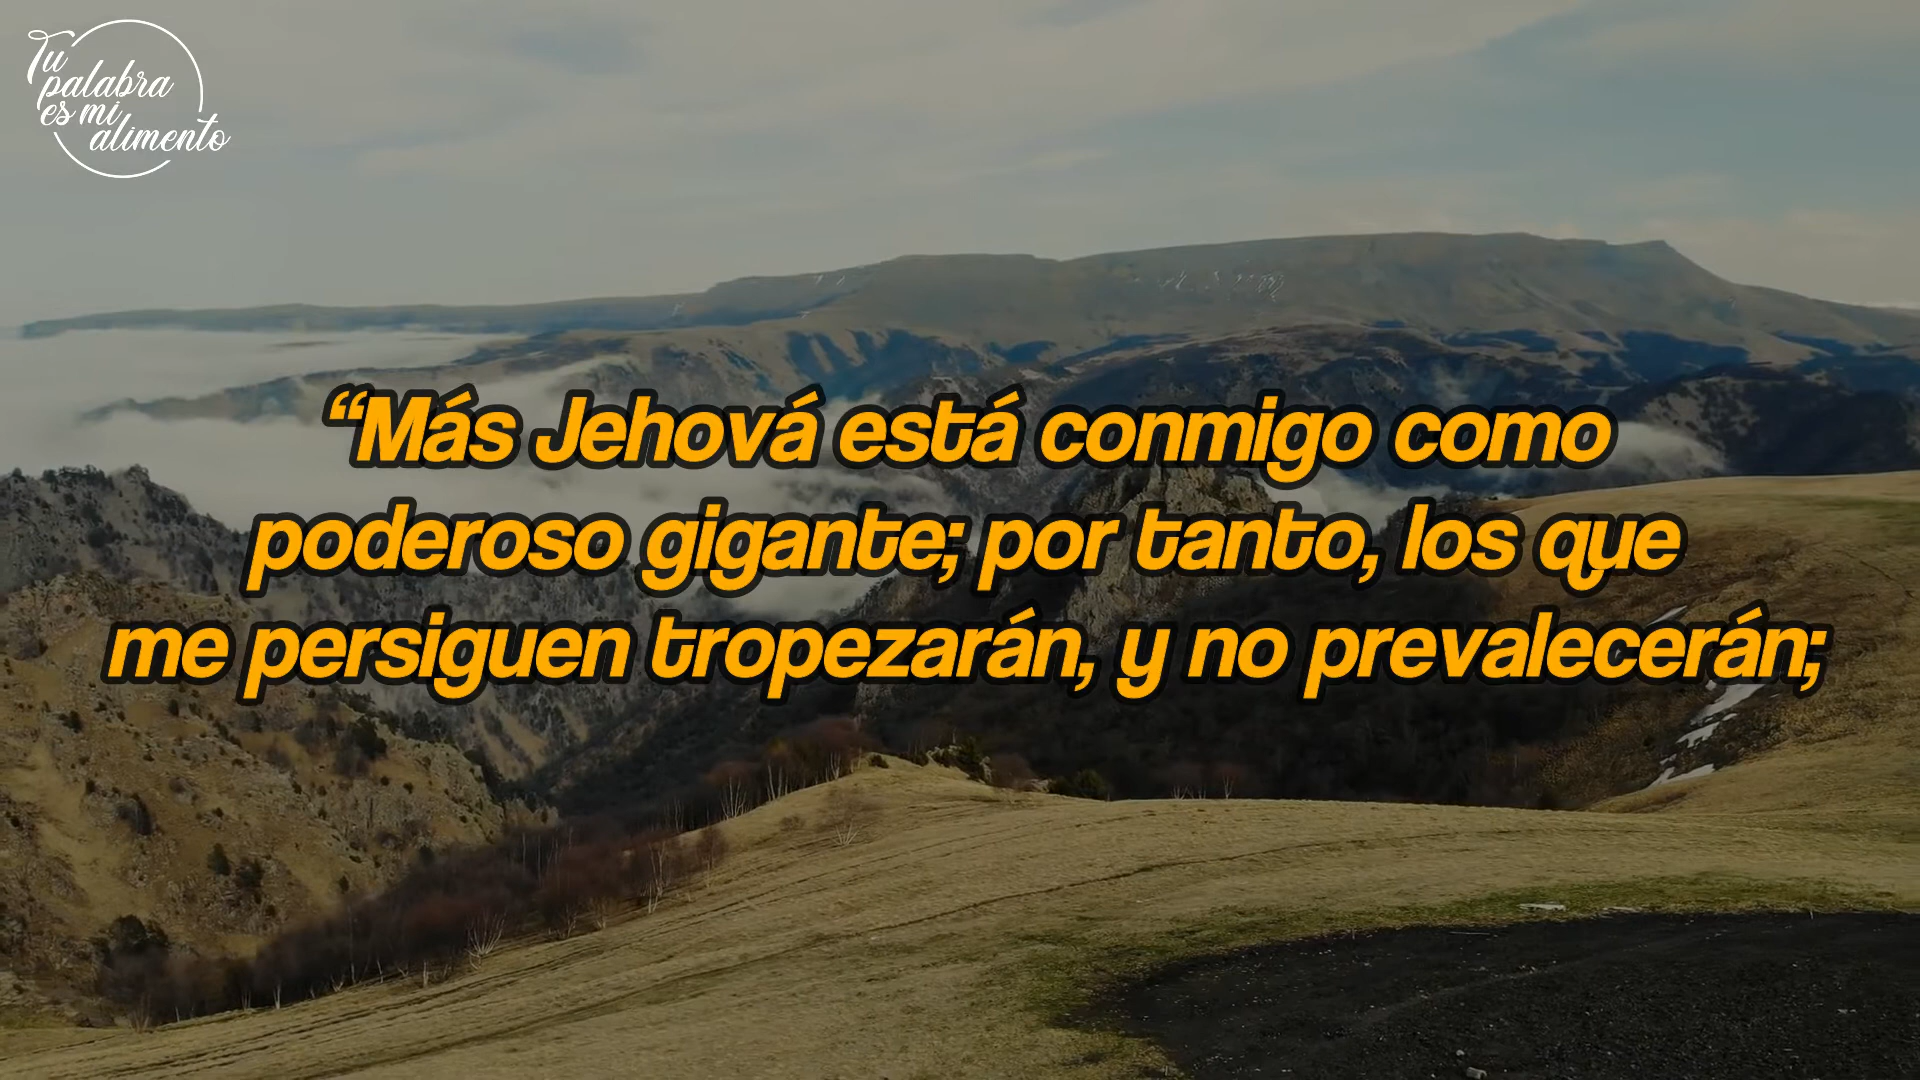 Tu
palabra
es mi
alimento
“Más Jehová está conmigo como
poderoso gigante; por tanto, los que
me persiguen tropezarán, y no prevalecerán;